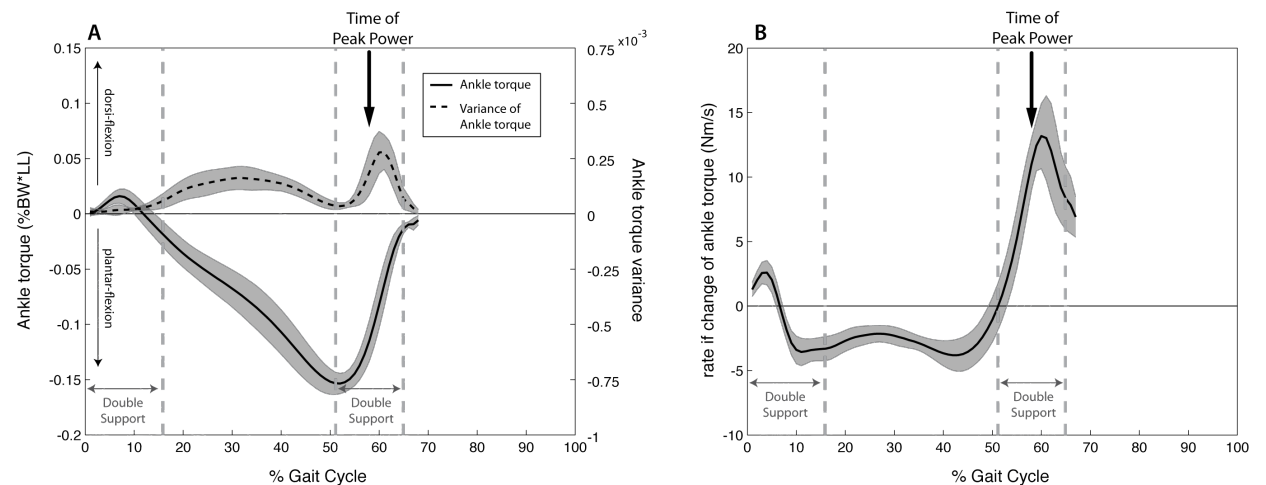 A
Time of
Peak Power
x10-3
0.15
0.1
0.05
0
-0.05
-0.1
-0.15
-0.2
Ankle torque (%BW*LL)
dorsi-flexion
plantar-flexion
Ankle torque
Variance of
Ankle torque
0.75
0.5
0.25
0
-0.25
-0.5
-0.75
-1
Ankle torque variance
Double
Support
Double
Support
0 10 20 30 40 50 60 70 80 90 100
% Gait Cycle
B
Time of
Peak Power
20
15
10
5
0
-5
-10
rate if change of ankle torque (Nm/s)
Double
Support
Double
Support
0 10 20 30 40 50 60 70 80 90 100
% Gait Cycle